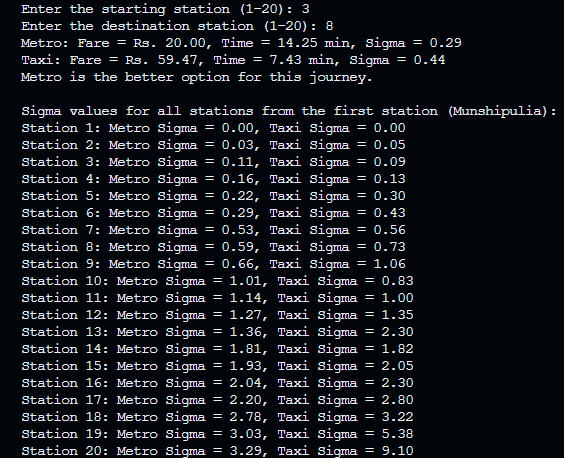 Enter the starting station (1-20): 3
Enter the destination station (1-20): 8
Metro: Fare = Rs. 20.00, Time = 14.25 min, Sigma = 0.29
Taxi: Fare = Rs. 59.47, Time = 7.43 min, Sigma = 0.44
Metro is the better option for this journey.

Sigma values for all stations from the first station (Munshipulia):
Station 1: Metro Sigma = 0.00, Taxi Sigma = 0.00
Station 2: Metro Sigma = 0.03, Taxi Sigma = 0.05
Station 3: Metro Sigma = 0.11, Taxi Sigma = 0.09
Station 4: Metro Sigma = 0.16, Taxi Sigma = 0.13
Station 5: Metro Sigma = 0.22, Taxi Sigma = 0.30
Station 6: Metro Sigma = 0.29, Taxi Sigma = 0.43
Station 7: Metro Sigma = 0.53, Taxi Sigma = 0.56
Station 8: Metro Sigma = 0.59, Taxi Sigma = 0.73
Station 9: Metro Sigma = 0.66, Taxi Sigma = 1.06
Station 10: Metro Sigma = 1.01, Taxi Sigma = 0.83
Station 11: Metro Sigma = 1.14, Taxi Sigma = 1.00
Station 12: Metro Sigma = 1.27, Taxi Sigma = 1.35
Station 13: Metro Sigma = 1.36, Taxi Sigma = 2.30
Station 14: Metro Sigma = 1.81, Taxi Sigma = 1.82
Station 15: Metro Sigma = 1.93, Taxi Sigma = 2.05
Station 16: Metro Sigma = 2.04, Taxi Sigma = 2.30
Station 17: Metro Sigma = 2.20, Taxi Sigma = 2.80
Station 18: Metro Sigma = 2.78, Taxi Sigma = 3.22
Station 19: Metro Sigma = 3.03, Taxi Sigma = 5.38
Station 20: Metro Sigma = 3.29, Taxi Sigma = 9.10